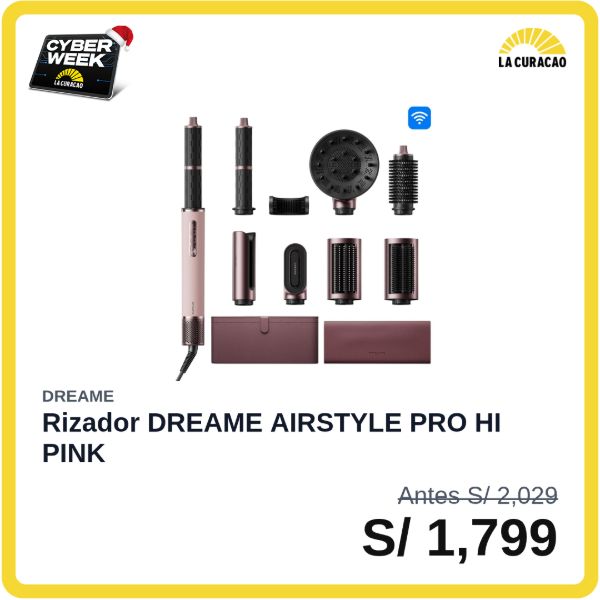 CYBER
WEEK
LA CURACAO
LA CURACAO
DREAME
Rizador DREAME AIRSTYLE PRO HI
PINK
Antes S/ 2,029
S/ 1,799